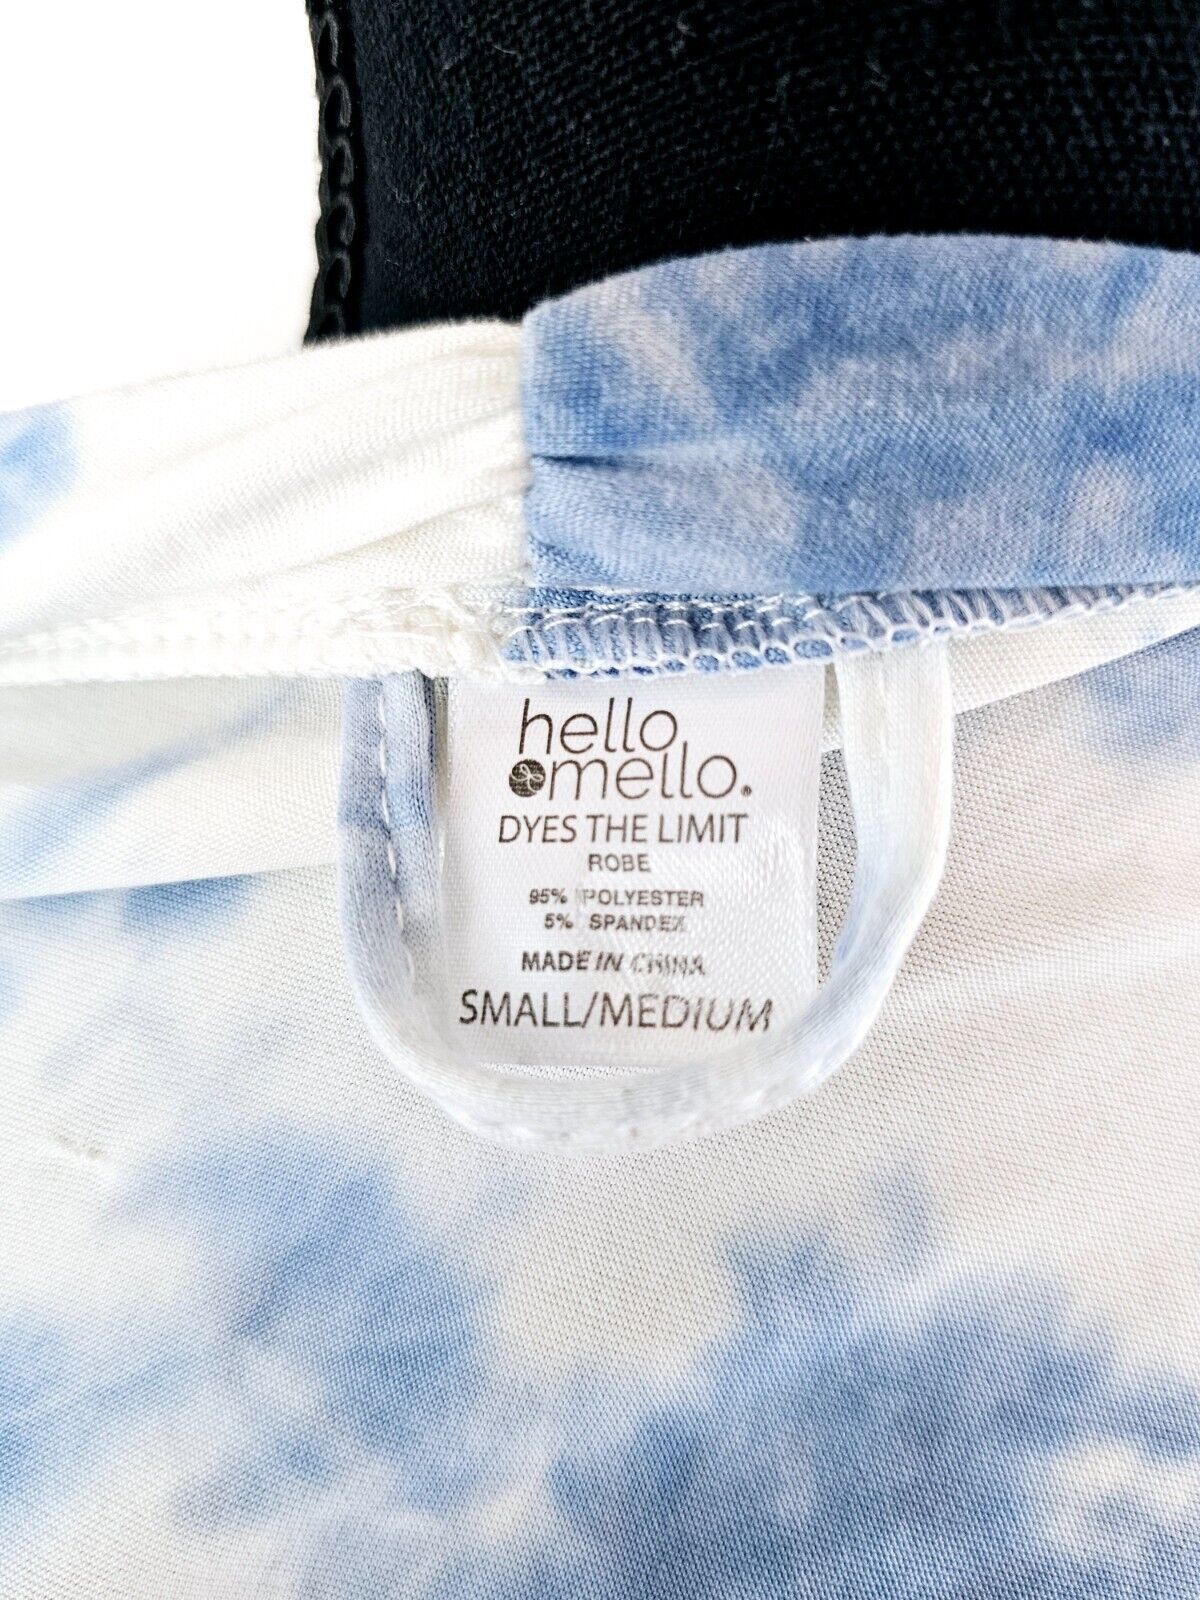 hello
mello®
DYES THE LIMIT
ROBE
95% POLYESTER
5% SPANDEX
MADE IN CHINA
SMALL/MEDIUM